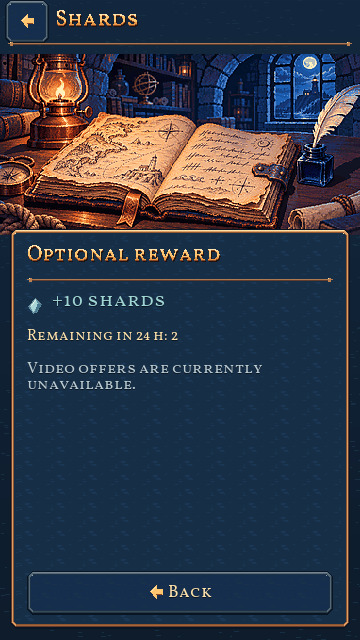 Shards
Optional reward
+10 shards
Remaining in 24 h: 2
Video offers are currently
unavailable.
Back